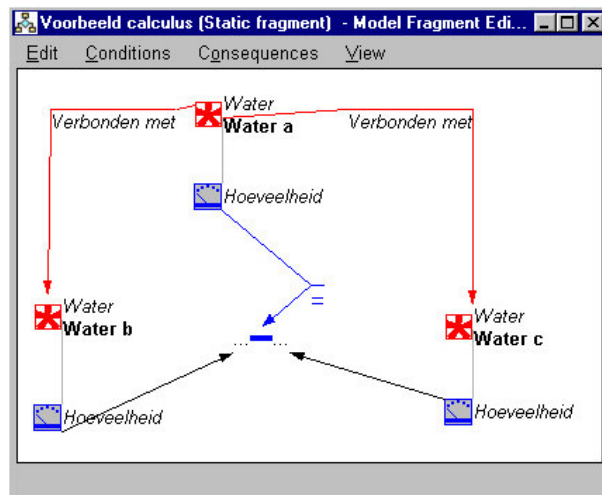 Voorbeeld calculus (Static fragment) - Model Fragment Edi...
Edit Conditions Consequences View
Water
Water a
Verbonden met
Verbonden met
Hoeveelheid
=
Water
Water b
Water
Water c
... − ...
Hoeveelheid
Hoeveelheid